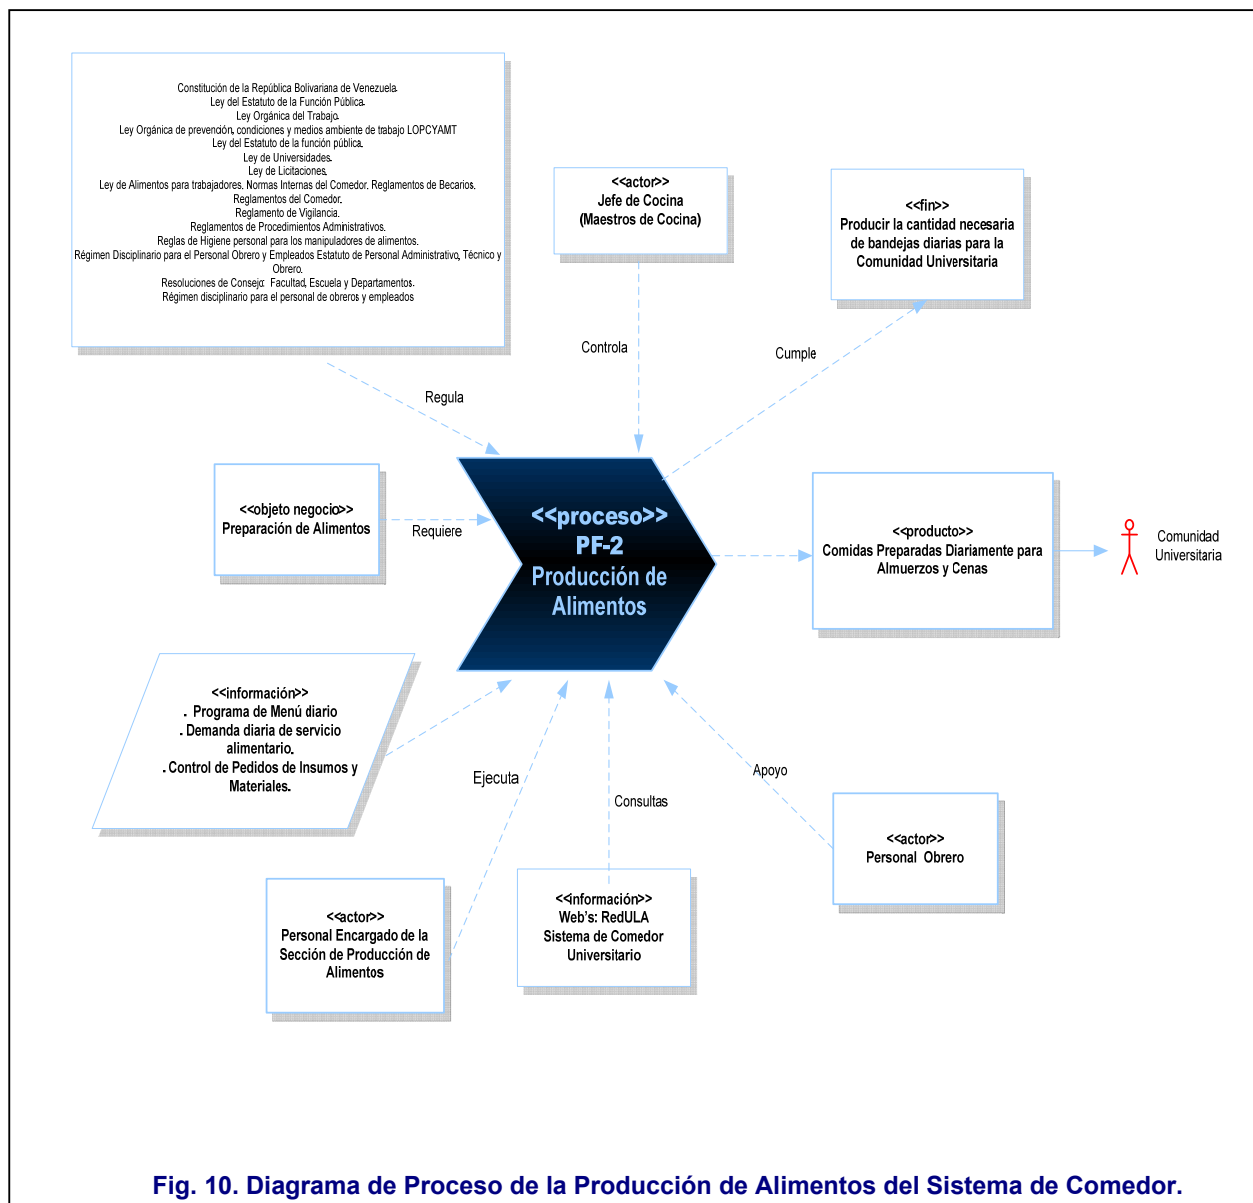 Constitución de la República Bolivariana de Venezuela.
Ley del Estatuto de la Función Pública.
Ley Orgánica del Trabajo.
Ley Orgánica de prevención, condiciones y medios ambiente de trabajo LOPCYAMT
Ley del Estatuto de la función pública.
Ley de Universidades.
Ley de Licitaciones.
Ley de Alimentos para trabajadores. Normas Internas del Comedor. Reglamentos de Becarios.
Reglamentos del Comedor.
Reglamento de Vigilancia.
Reglamentos de Procedimientos Administrativos.
Reglas de Higiene personal para los manipuladores de alimentos.
Régimen Disciplinario para el Personal Obrero y Empleados Estatuto de Personal Administrativo, Técnico y
Obrero.
Resoluciones de Consejo: Facultad, Escuela y Departamentos.
Régimen disciplinario para el personal de obreros y empleados
<<actor>>
Jefe de Cocina
(Maestros de Cocina)
<<fin>>
Producir la cantidad necesaria
de bandejas diarias para la
Comunidad Universitaria
Controla
Cumple
Regula
<<objeto negocio>>
Preparación de Alimentos
Requiere
<<proceso>>
PF-2
Producción de
Alimentos
<<producto>>
Comidas Preparadas Diariamente para
Almuerzos y Cenas
Comunidad
Universitaria
<<información>>
. Programa de Menú diario
. Demanda diaria de servicio
alimentario.
. Control de Pedidos de Insumos y
Materiales.
Ejecuta
Consultas
Apoyo
<<actor>>
Personal Encargado de la
Sección de Producción de
Alimentos
<<información>>
Web's: RedULA
Sistema de Comedor
Universitario
<<actor>>
Personal Obrero
Fig. 10. Diagrama de Proceso de la Producción de Alimentos del Sistema de Comedor.